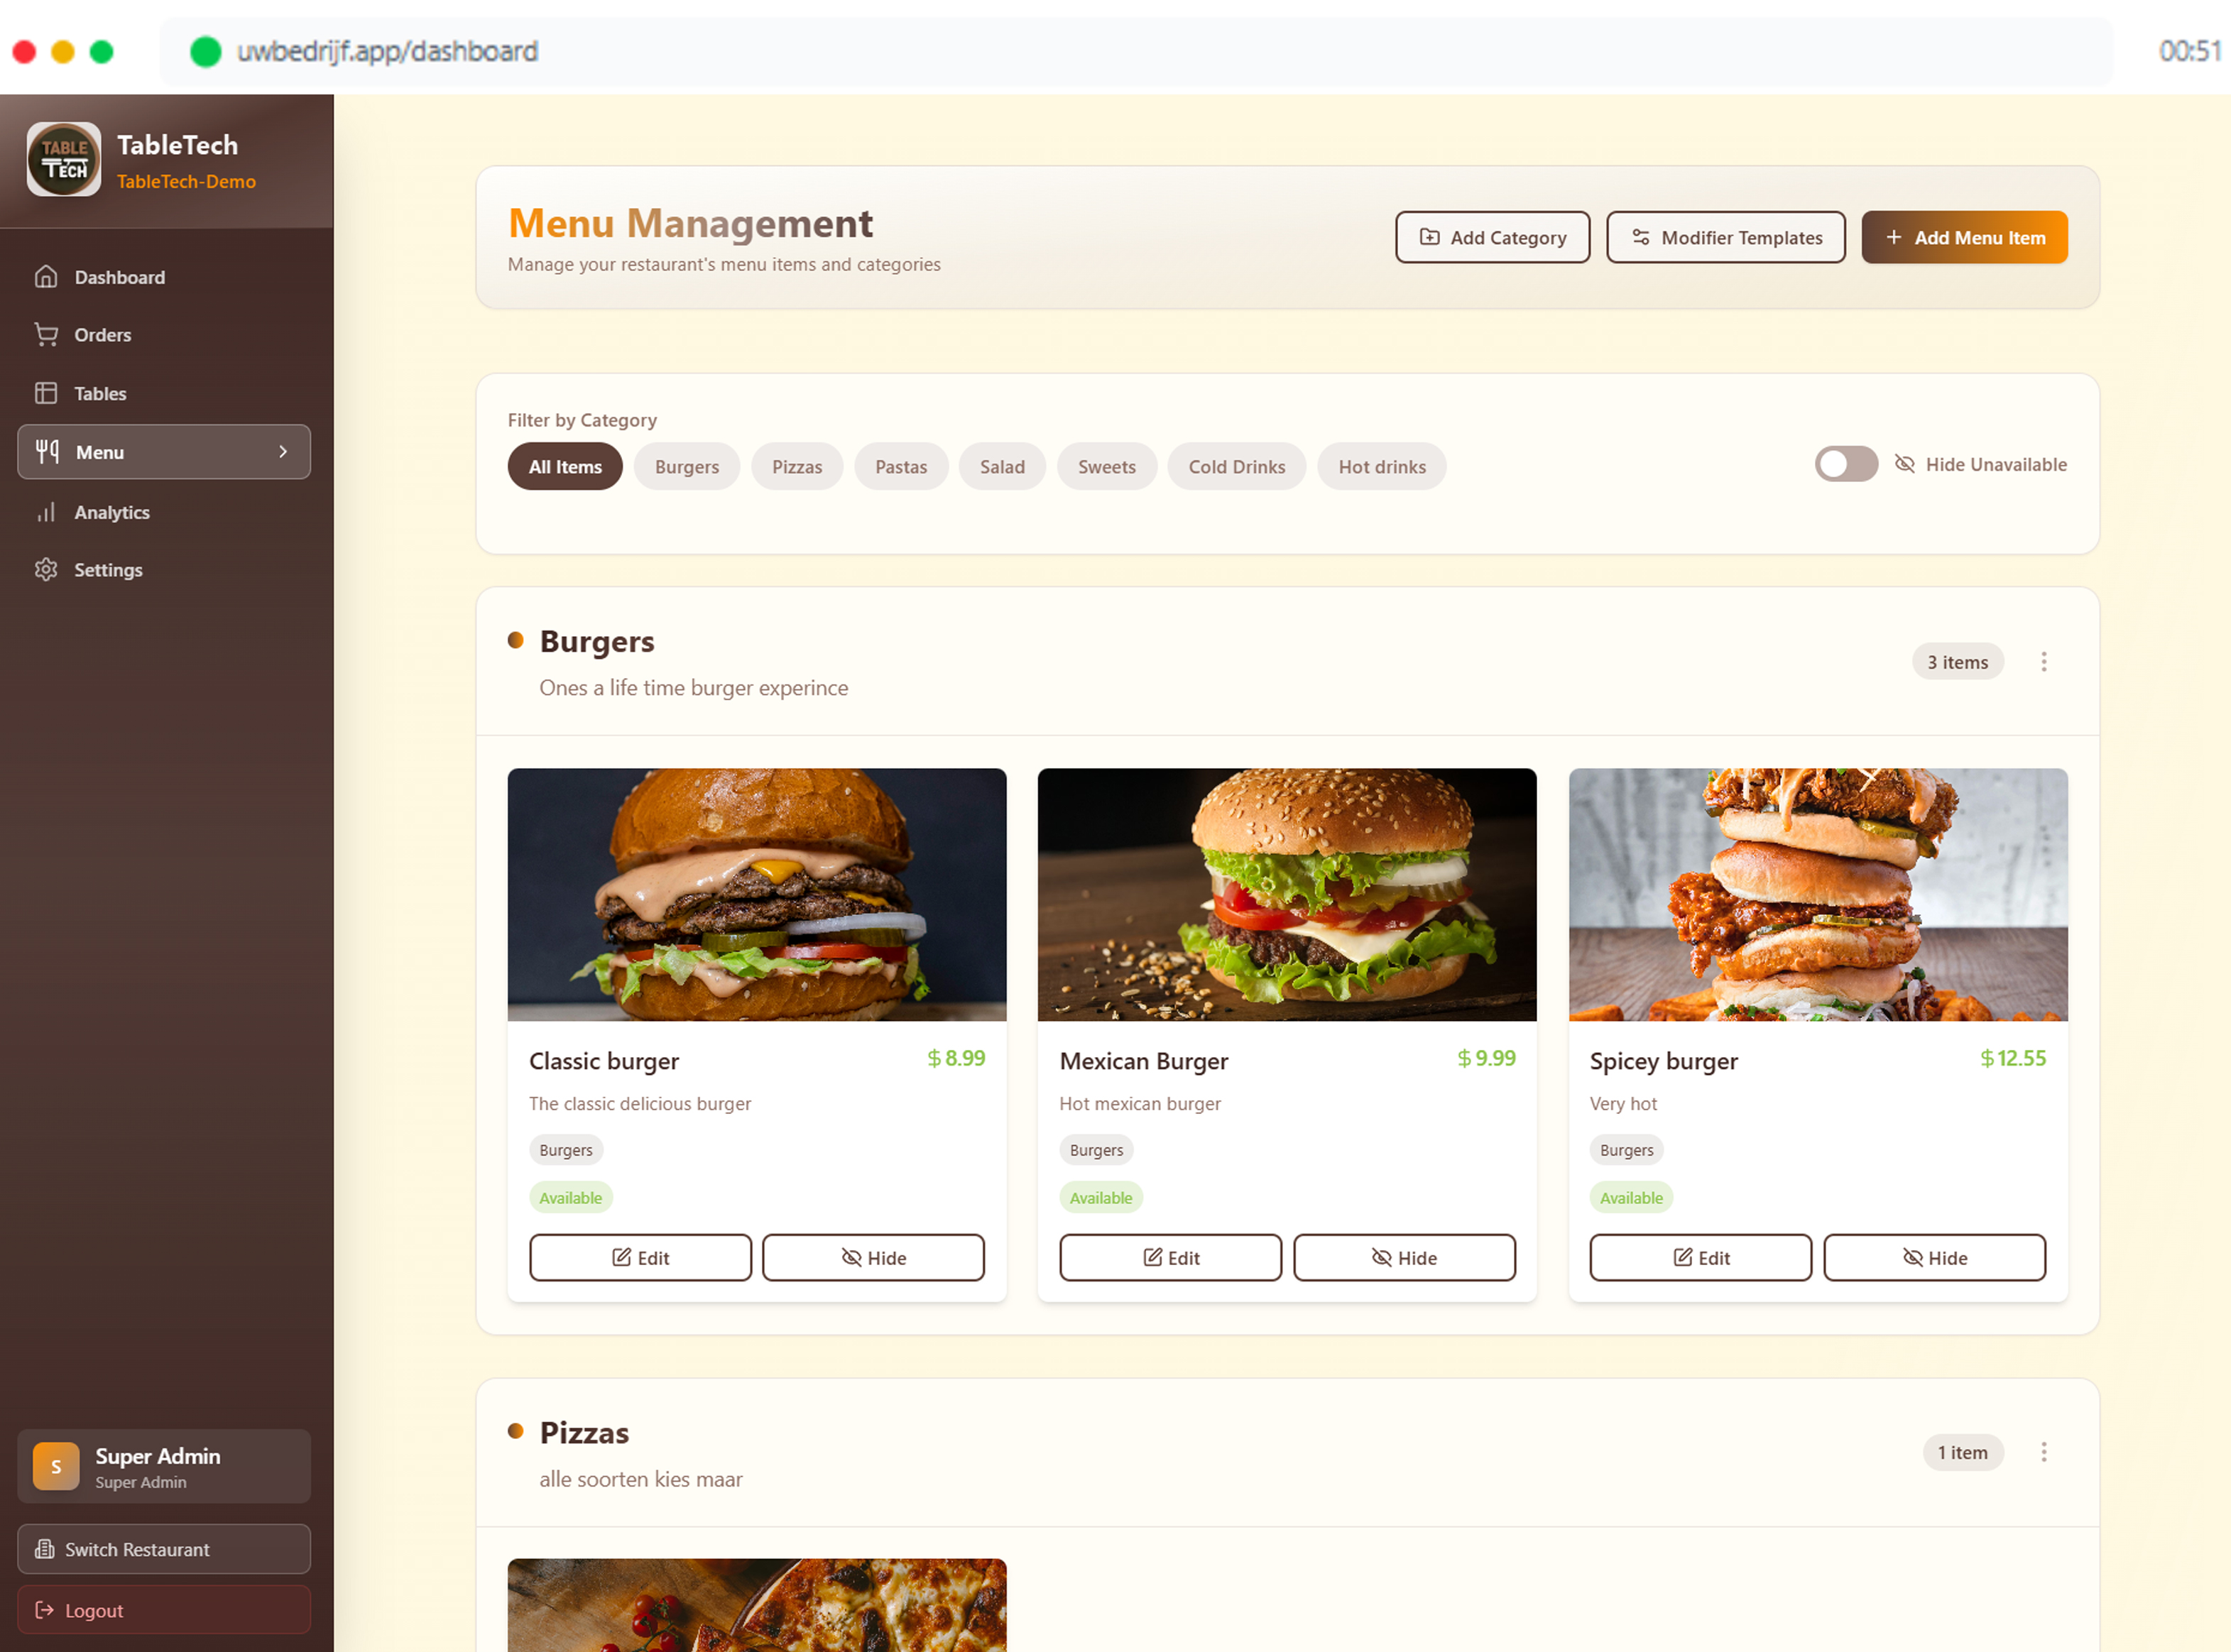 uwbedrijf.app/dashboard
00:51
TABLE
TECH
TableTech
TableTech-Demo
Dashboard
Orders
Tables
Menu
Analytics
Settings
Super Admin
S
Super Admin
Switch Restaurant
Logout
Menu Management
Manage your restaurant's menu items and categories
Add Category
Modifier Templates
+ Add Menu Item
Filter by Category
All Items
Burgers
Pizzas
Pastas
Salad
Sweets
Cold Drinks
Hot drinks
Hide Unavailable
Burgers
Ones a life time burger experince
3 items
Classic burger
$8.99
The classic delicious burger
Burgers
Available
Edit
Hide
Mexican Burger
$9.99
Hot mexican burger
Burgers
Available
Edit
Hide
Spicey burger
$12.55
Very hot
Burgers
Available
Edit
Hide
Pizzas
alle soorten kies maar
1 item